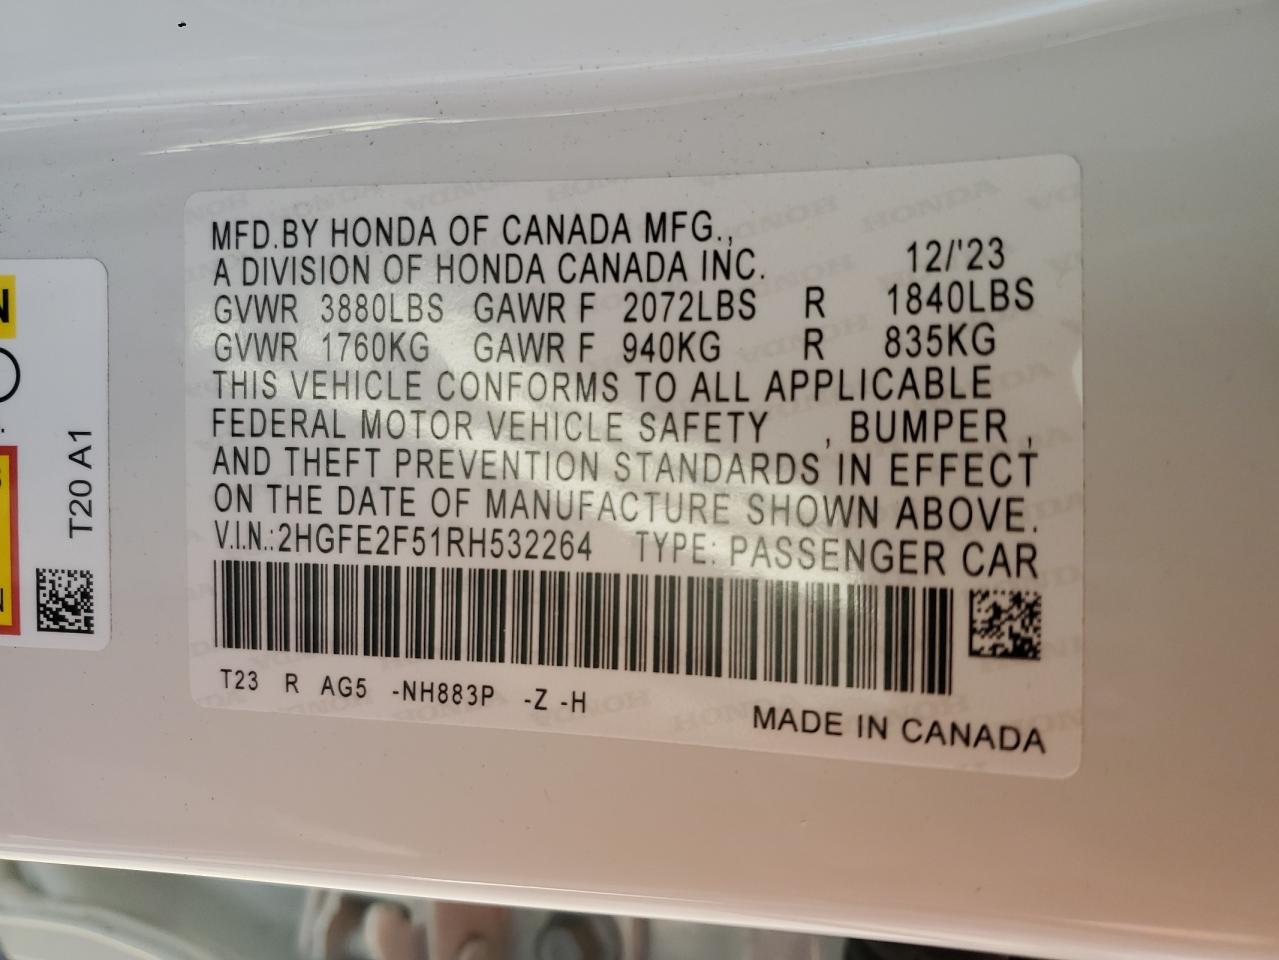 MFD.BY HONDA OF CANADA MFG.,
A DIVISION OF HONDA CANADA INC. 12/'23
GVWR 3880LBS GAWR F 2072LBS R 1840LBS
GVWR 1760KG GAWR F 940KG R 835KG
THIS VEHICLE CONFORMS TO ALL APPLICABLE
FEDERAL MOTOR VEHICLE SAFETY , BUMPER ,
AND THEFT PREVENTION STANDARDS IN EFFECT
ON THE DATE OF MANUFACTURE SHOWN ABOVE.
V.I.N.:2HGFE2F51RH532264 TYPE: PASSENGER CAR
T23 R AG5 -NH883P -Z -H
MADE IN CANADA
T20 A1